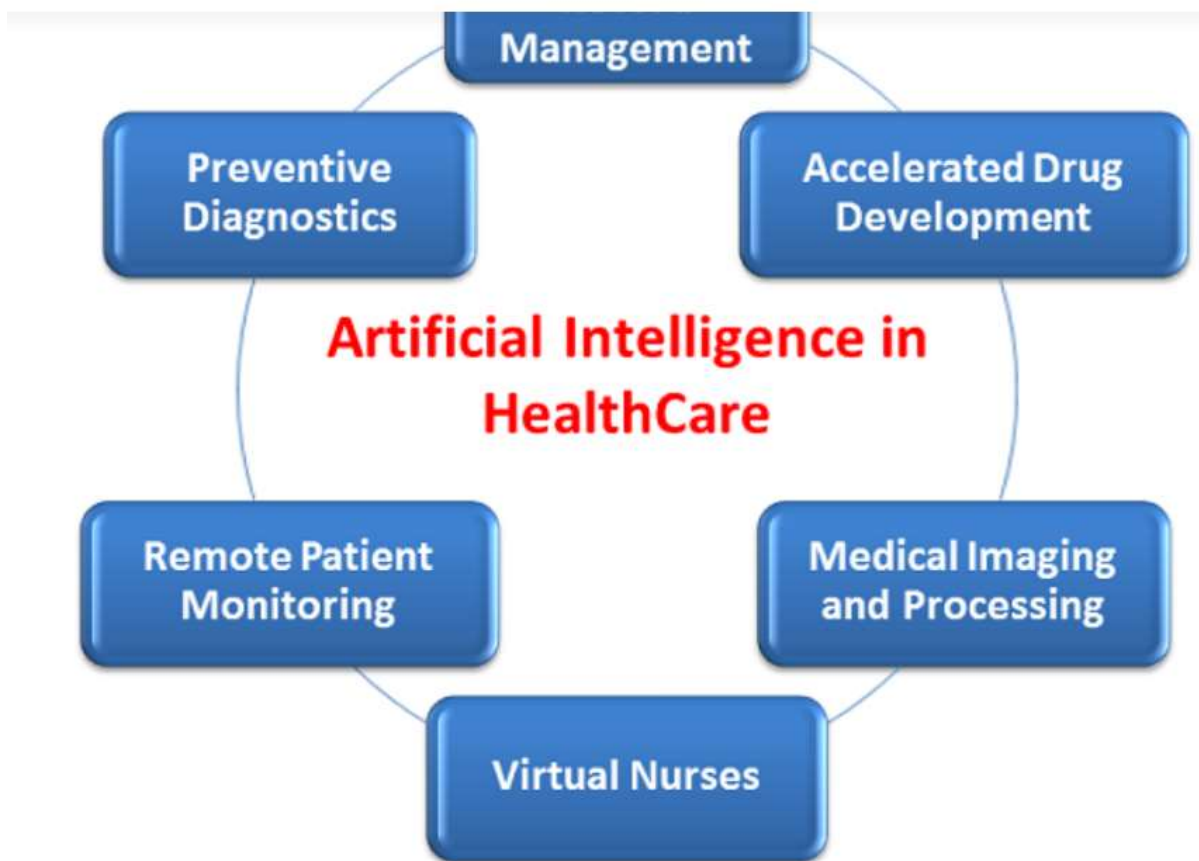 Management
Preventive
Diagnostics
Accelerated Drug
Development
Artificial Intelligence in
HealthCare
Remote Patient
Monitoring
Medical Imaging
and Processing
Virtual Nurses